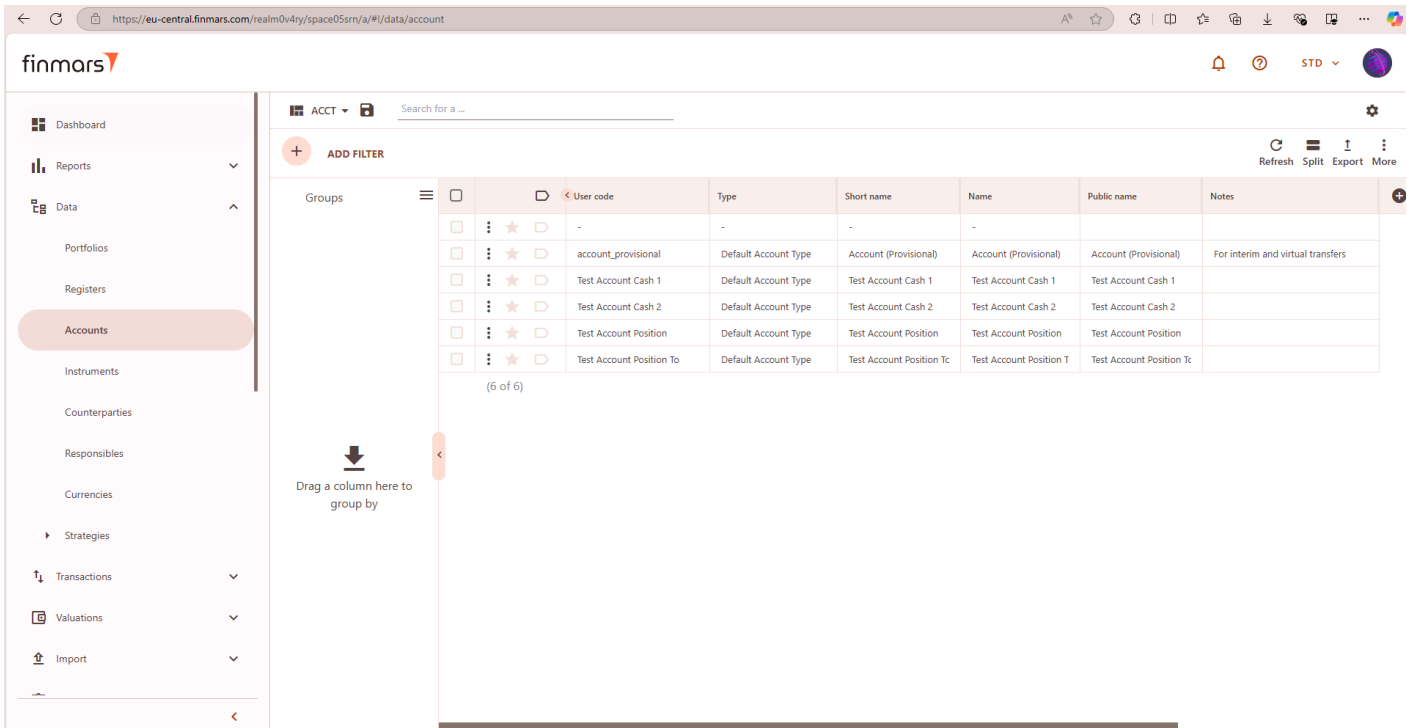 https://eu-central.finmars.com/realm0v4ry/space05srn/a/#!/data/account
finmars
STD
Dashboard
Reports
Data
Portfolios
Registers
Accounts
Instruments
Counterparties
Responsibles
Currencies
Strategies
Transactions
Valuations
Import
ACCT
Search for a ...
ADD FILTER
Refresh Split Export More
Groups
Drag a column here to
group by
User code Type Short name Name Public name Notes
- - - -
account_provisional Default Account Type Account (Provisional) Account (Provisional) Account (Provisional) For interim and virtual transfers
Test Account Cash 1 Default Account Type Test Account Cash 1 Test Account Cash 1 Test Account Cash 1
Test Account Cash 2 Default Account Type Test Account Cash 2 Test Account Cash 2 Test Account Cash 2
Test Account Position Default Account Type Test Account Position Test Account Position Test Account Position
Test Account Position To Default Account Type Test Account Position Tc Test Account Position T Test Account Position Tc
(6 of 6)